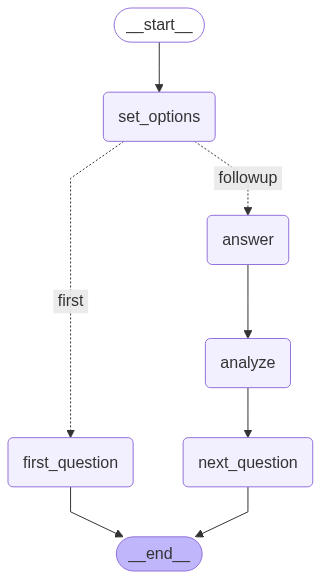 __start__
set_options
followup
answer
first
analyze
first_question
next_question
__end__